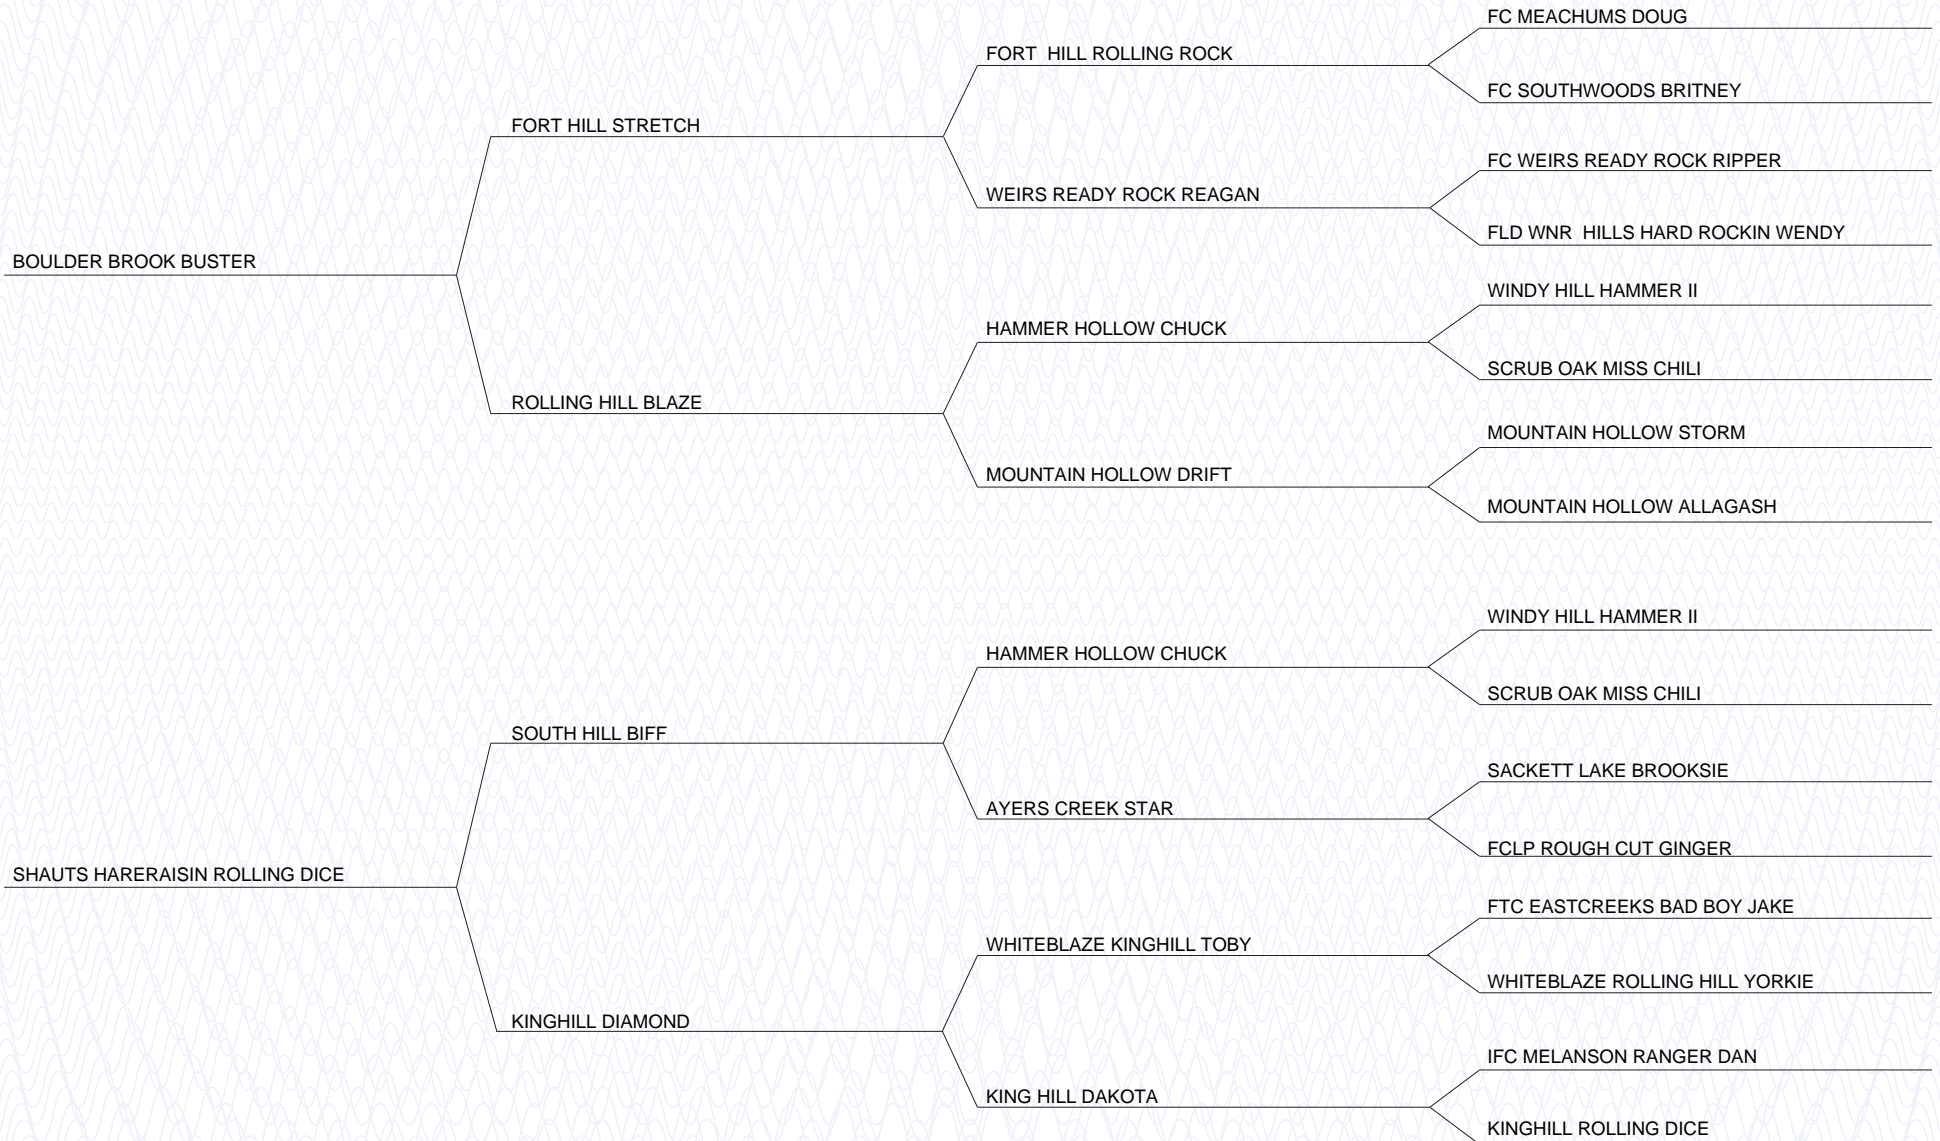 FC MEACHUMS DOUG
FORT  HILL ROLLING ROCK
FC SOUTHWOODS BRITNEY
FORT HILL STRETCH
FC WEIRS READY ROCK RIPPER
WEIRS READY ROCK REAGAN
FLD WNR  HILLS HARD ROCKIN WENDY
BOULDER BROOK BUSTER
WINDY HILL HAMMER II
HAMMER HOLLOW CHUCK
SCRUB OAK MISS CHILI
ROLLING HILL BLAZE
MOUNTAIN HOLLOW STORM
MOUNTAIN HOLLOW DRIFT
MOUNTAIN HOLLOW ALLAGASH
WINDY HILL HAMMER II
HAMMER HOLLOW CHUCK
SCRUB OAK MISS CHILI
SOUTH HILL BIFF
SACKETT LAKE BROOKSIE
AYERS CREEK STAR
FCLP ROUGH CUT GINGER
SHAUTS HARERAISIN ROLLING DICE
FTC EASTCREEKS BAD BOY JAKE
WHITEBLAZE KINGHILL TOBY
WHITEBLAZE ROLLING HILL YORKIE
KINGHILL DIAMOND
IFC MELANSON RANGER DAN
KING HILL DAKOTA
KINGHILL ROLLING DICE